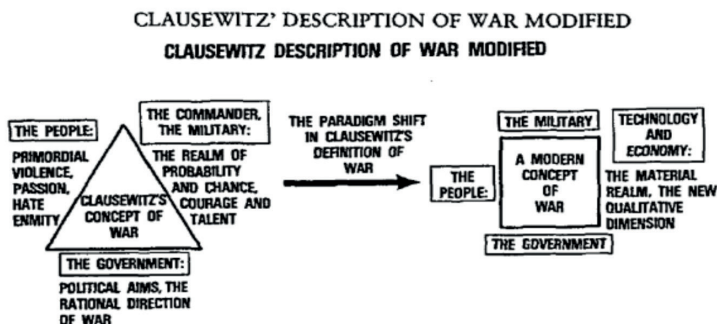 CLAUSEWITZ' DESCRIPTION OF WAR MODIFIED
CLAUSEWITZ DESCRIPTION OF WAR MODIFIED
THE PEOPLE:
PRIMORDIAL
VIOLENCE,
PASSION,
HATE
ENMITY
THE COMMANDER,
THE MILITARY:
THE REALM OF
PROBABILITY
AND CHANCE,
COURAGE AND
TALENT
CLAUSEWITZ'S
CONCEPT OF
WAR
THE GOVERNMENT:
POLITICAL AIMS, THE
RATIONAL DIRECTION
OF WAR
THE PARADIGM SHIFT
IN CLAUSEWITZ'S
DEFINITION OF
WAR
THE MILITARY
THE
PEOPLE:
A MODERN
CONCEPT
OF
WAR
THE GOVERNMENT
TECHNOLOGY
AND
ECONOMY:
THE MATERIAL
REALM, THE NEW
QUALITATIVE
DIMENSION